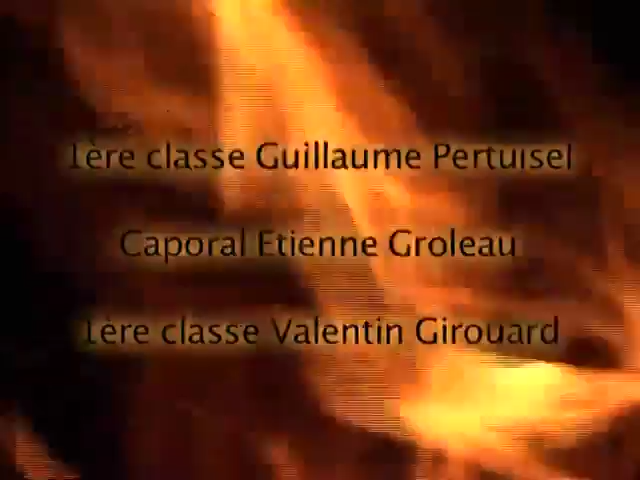 1ère classe Guillaume Pertuisel
Caporal Etienne Groleau
1ère classe Valentin Girouard